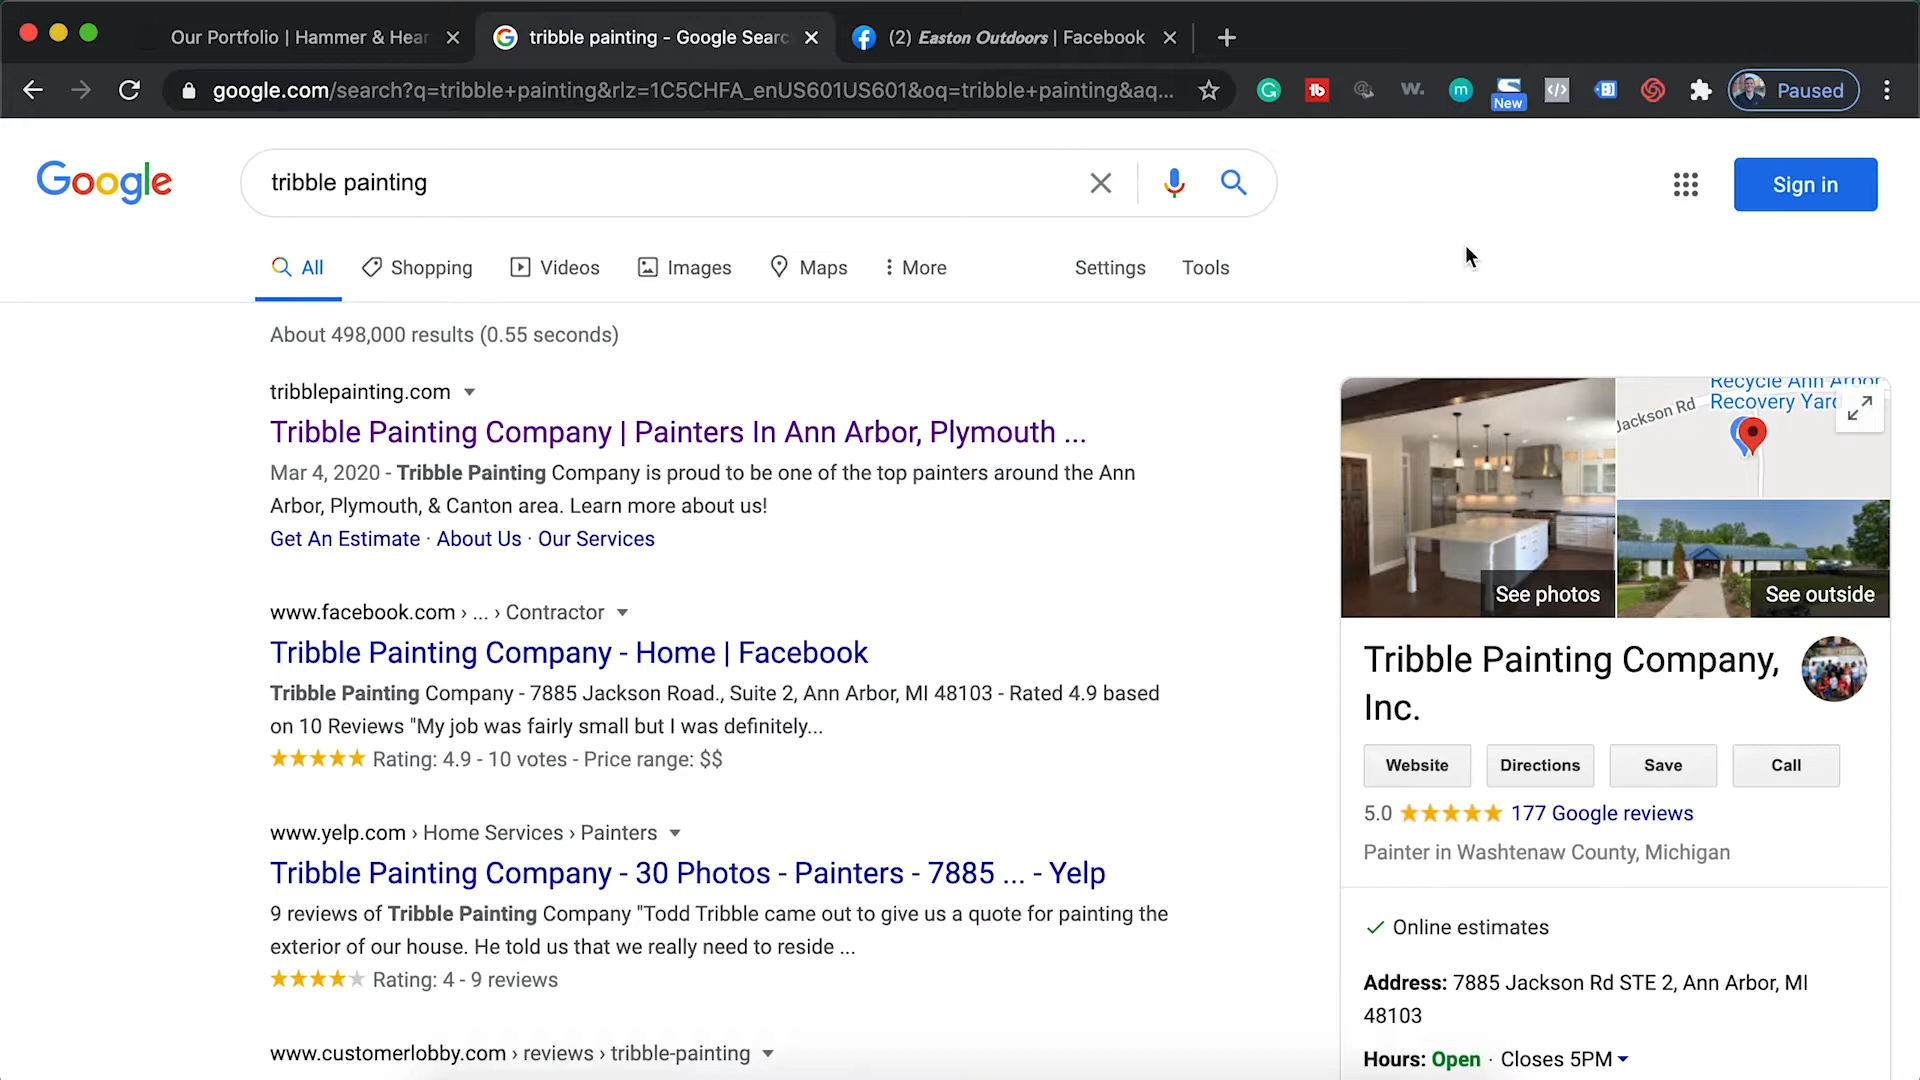 Our Portfolio | Hammer & Hear
tribble painting - Google Searc
(2) Easton Outdoors | Facebook
google.com/search?q=tribble+painting&rlz=1C5CHFA_enUS601US601&oq=tribble+painting&aq...
tb
W.
m
New
Paused
Google
tribble painting
Sign in
All
Shopping
Videos
Images
Maps
More
Settings
Tools
About 498,000 results (0.55 seconds)
tribblepainting.com
Tribble Painting Company | Painters In Ann Arbor, Plymouth ...
Mar 4, 2020 - Tribble Painting Company is proud to be one of the top painters around the Ann
Arbor, Plymouth, & Canton area. Learn more about us!
Get An Estimate · About Us · Our Services
www.facebook.com › ... › Contractor
Tribble Painting Company - Home | Facebook
Tribble Painting Company - 7885 Jackson Road., Suite 2, Ann Arbor, MI 48103 - Rated 4.9 based
on 10 Reviews "My job was fairly small but I was definitely...
Rating: 4.9 - 10 votes - Price range: $$
www.yelp.com › Home Services › Painters
Tribble Painting Company - 30 Photos - Painters - 7885 ... - Yelp
9 reviews of Tribble Painting Company "Todd Tribble came out to give us a quote for painting the
exterior of our house. He told us that we really need to reside ...
Rating: 4 - 9 reviews
www.customerlobby.com › reviews › tribble-painting
Recycle Ann Arbor
Recovery Yard
Jackson Rd
See photos
See outside
Tribble Painting Company,
Inc.
Website
Directions
Save
Call
5.0
177 Google reviews
Painter in Washtenaw County, Michigan
Online estimates
Address: 7885 Jackson Rd STE 2, Ann Arbor, MI
48103
Hours: Open · Closes 5PM